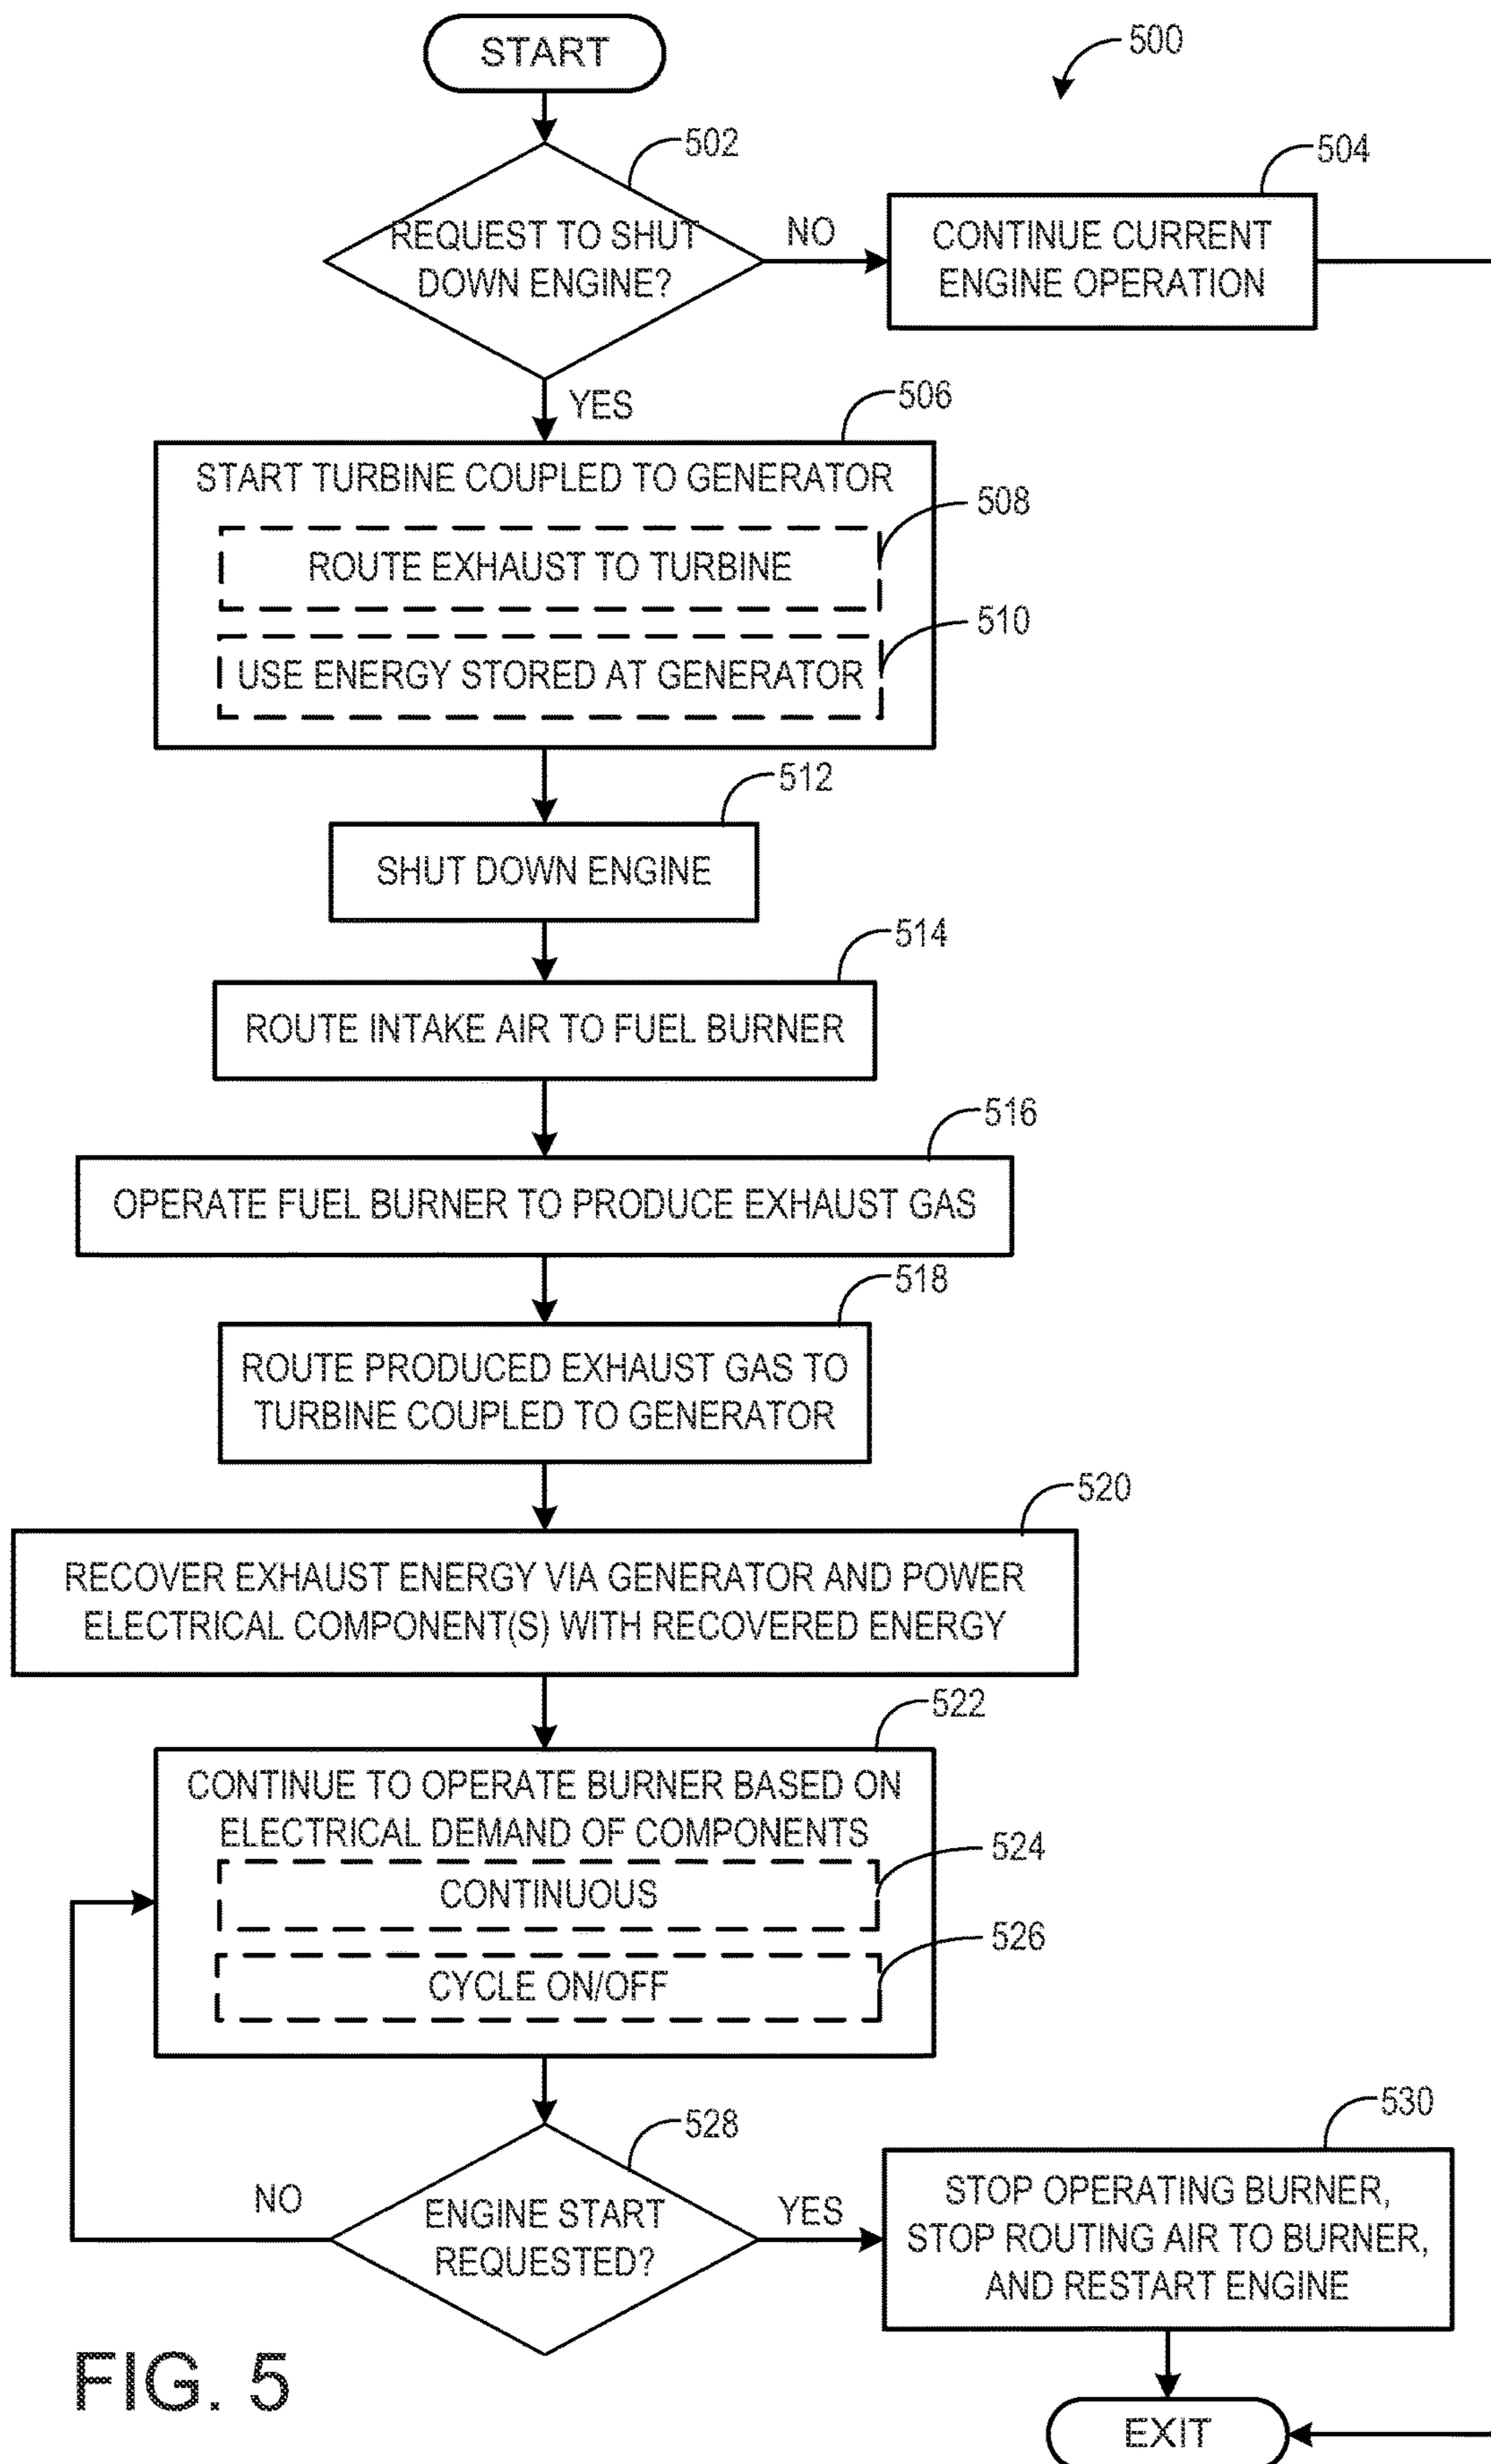 START
500
502
REQUEST TO SHUT
DOWN ENGINE?
NO
504
CONTINUE CURRENT
ENGINE OPERATION
YES
506
START TURBINE COUPLED TO GENERATOR
508
ROUTE EXHAUST TO TURBINE
510
USE ENERGY STORED AT GENERATOR
512
SHUT DOWN ENGINE
514
ROUTE INTAKE AIR TO FUEL BURNER
516
OPERATE FUEL BURNER TO PRODUCE EXHAUST GAS
518
ROUTE PRODUCED EXHAUST GAS TO
TURBINE COUPLED TO GENERATOR
520
RECOVER EXHAUST ENERGY VIA GENERATOR AND POWER
ELECTRICAL COMPONENT(S) WITH RECOVERED ENERGY
522
CONTINUE TO OPERATE BURNER BASED ON
ELECTRICAL DEMAND OF COMPONENTS
524
CONTINUOUS
526
CYCLE ON/OFF
528
ENGINE START
REQUESTED?
NO
YES
530
STOP OPERATING BURNER,
STOP ROUTING AIR TO BURNER,
AND RESTART ENGINE
FIG. 5
EXIT